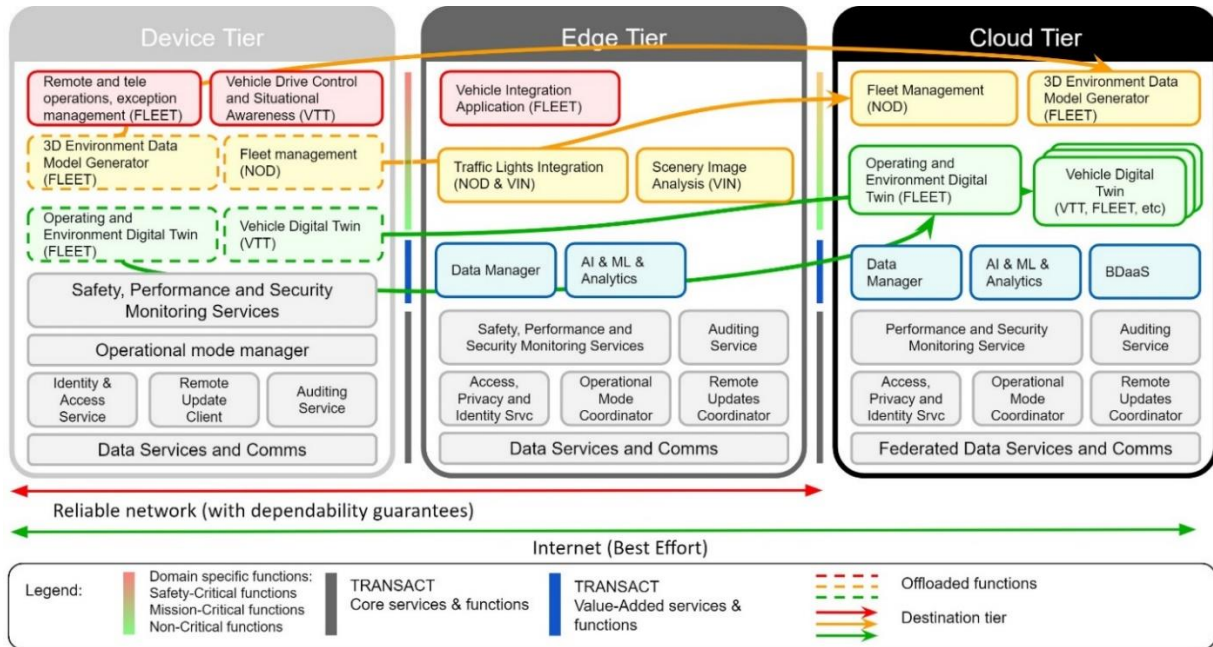 Device Tier
Remote and tele
operations, exception
management (FLEET)
Vehicle Drive Control
and Situational
Awareness (VTT)
3D Environment Data
Model Generator
(FLEET)
Fleet management
(NOD)
Operating and
Environment Digital Twin
(FLEET)
Vehicle Digital Twin
(VTT)
Safety, Performance and Security
Monitoring Services
Operational mode manager
Identity &
Access
Service
Remote
Update
Client
Auditing
Service
Data Services and Comms
Edge Tier
Vehicle Integration
Application (FLEET)
Traffic Lights Integration
(NOD & VIN)
Scenery Image
Analysis (VIN)
Data Manager
AI & ML &
Analytics
Safety, Performance and
Security Monitoring Services
Auditing
Service
Access,
Privacy and
Identity Srvc
Operational
Mode
Coordinator
Remote
Updates
Coordinator
Data Services and Comms
Cloud Tier
Fleet Management
(NOD)
3D Environment Data
Model Generator
(FLEET)
Operating and
Environment Digital
Twin (FLEET)
Vehicle Digital
Twin
(VTT, FLEET, etc)
Data
Manager
AI & ML &
Analytics
BDaaS
Performance and Security
Monitoring Service
Auditing
Service
Access,
Privacy and
Identity Srvc
Operational
Mode
Coordinator
Remote
Updates
Coordinator
Federated Data Services and Comms
Reliable network (with dependability guarantees)
Internet (Best Effort)
Legend:
Domain specific functions:
Safety-Critical functions
Mission-Critical functions
Non-Critical functions
TRANSACT
Core services & functions
TRANSACT
Value-Added services &
functions
Offloaded functions
Destination tier